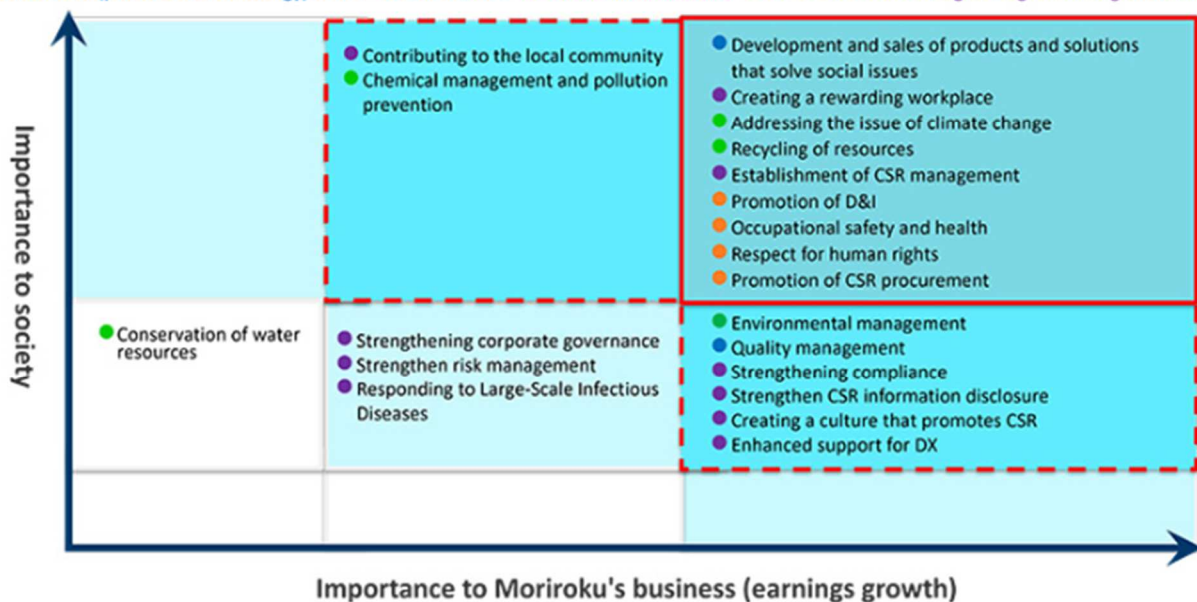 Contributing to the local community
Chemical management and pollution
prevention
Development and sales of products and solutions
that solve social issues
Creating a rewarding workplace
Addressing the issue of climate change
Recycling of resources
Establishment of CSR management
Promotion of D&I
Occupational safety and health
Respect for human rights
Promotion of CSR procurement
Importance to society
Conservation of water
resources
Strengthening corporate governance
Strengthen risk management
Responding to Large-Scale Infectious
Diseases
Environmental management
Quality management
Strengthening compliance
Strengthen CSR information disclosure
Creating a culture that promotes CSR
Enhanced support for DX
Importance to Moriroku's business (earnings growth)